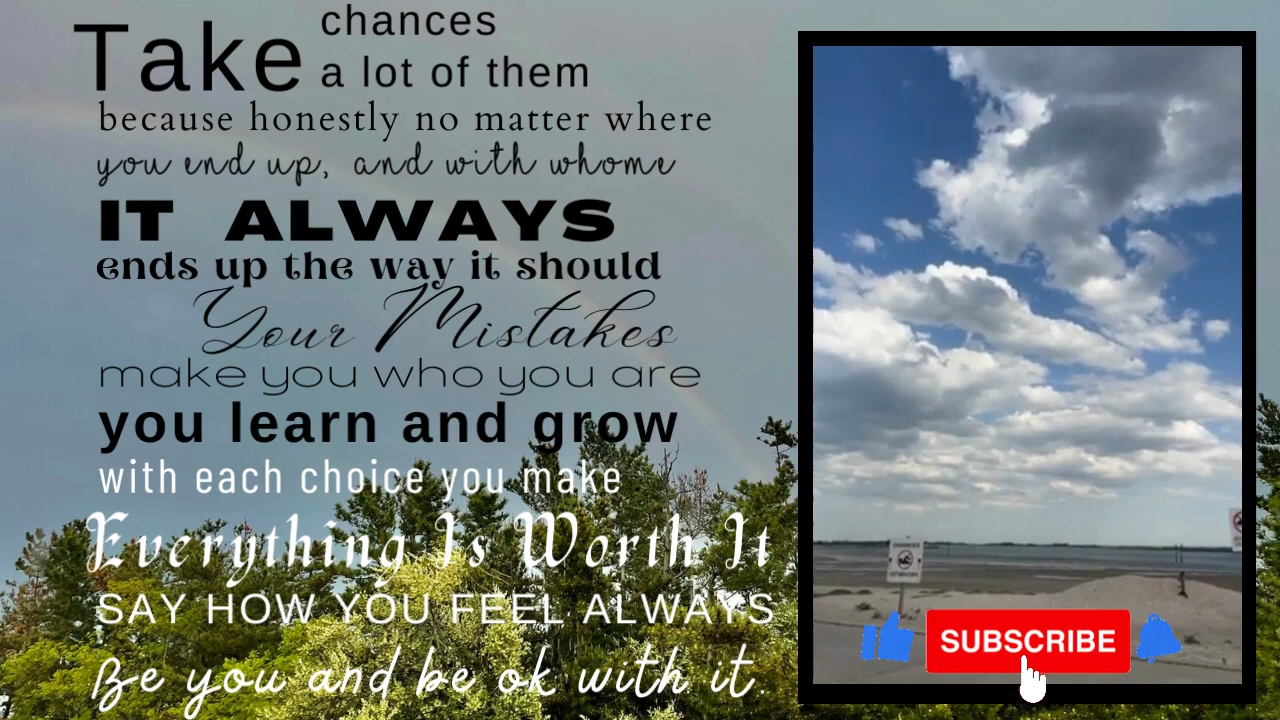 Take chances
a lot of them
because honestly no matter where
you end up, and with whome
IT ALWAYS
ends up the way it should
Your Mistakes
make you who you are
you learn and grow
with each choice you make
Everything Is Worth It
SAY HOW YOU FEEL ALWAYS
Be you and be ok with it.
SUBSCRIBE